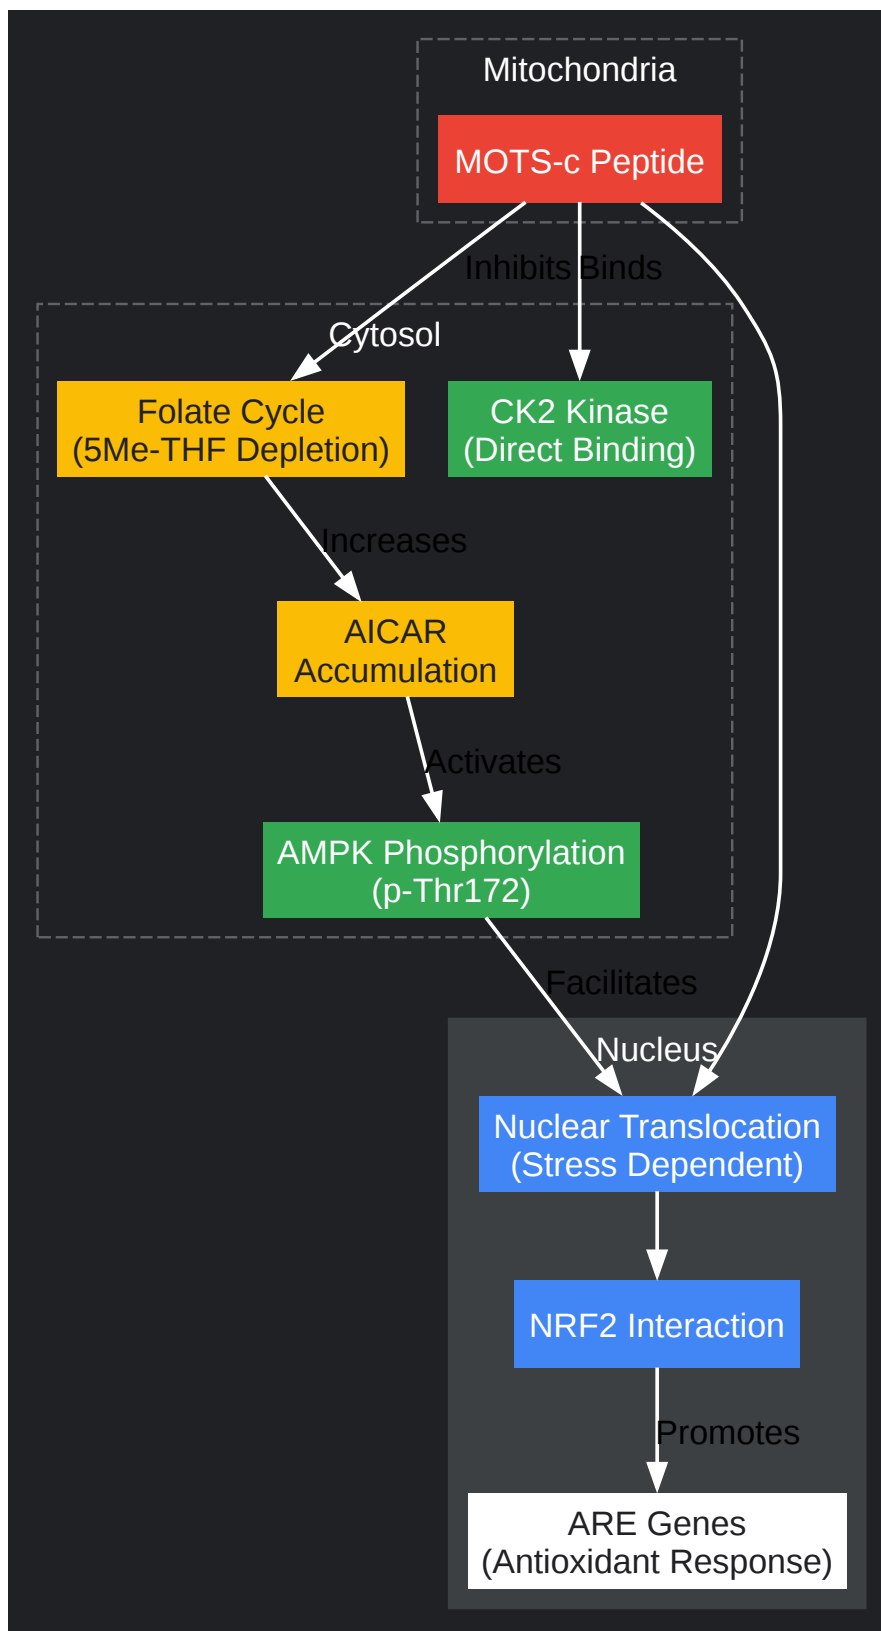 Mitochondria
MOTS-c Peptide
Inhibits
Binds
Cytosol
Folate Cycle
(5Me-THF Depletion)
CK2 Kinase
(Direct Binding)
Increases
AICAR
Accumulation
Activates
AMPK Phosphorylation
(p-Thr172)
Facilitates
Nucleus
Nuclear Translocation
(Stress Dependent)
NRF2 Interaction
Promotes
ARE Genes
(Antioxidant Response)